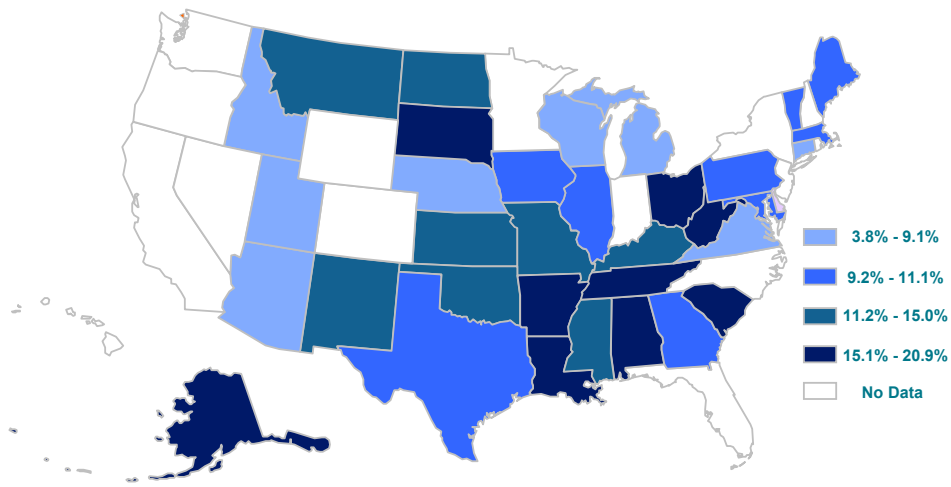 3.8% - 9.1%
9.2% - 11.1%
11.2% - 15.0%
15.1% - 20.9%
No Data